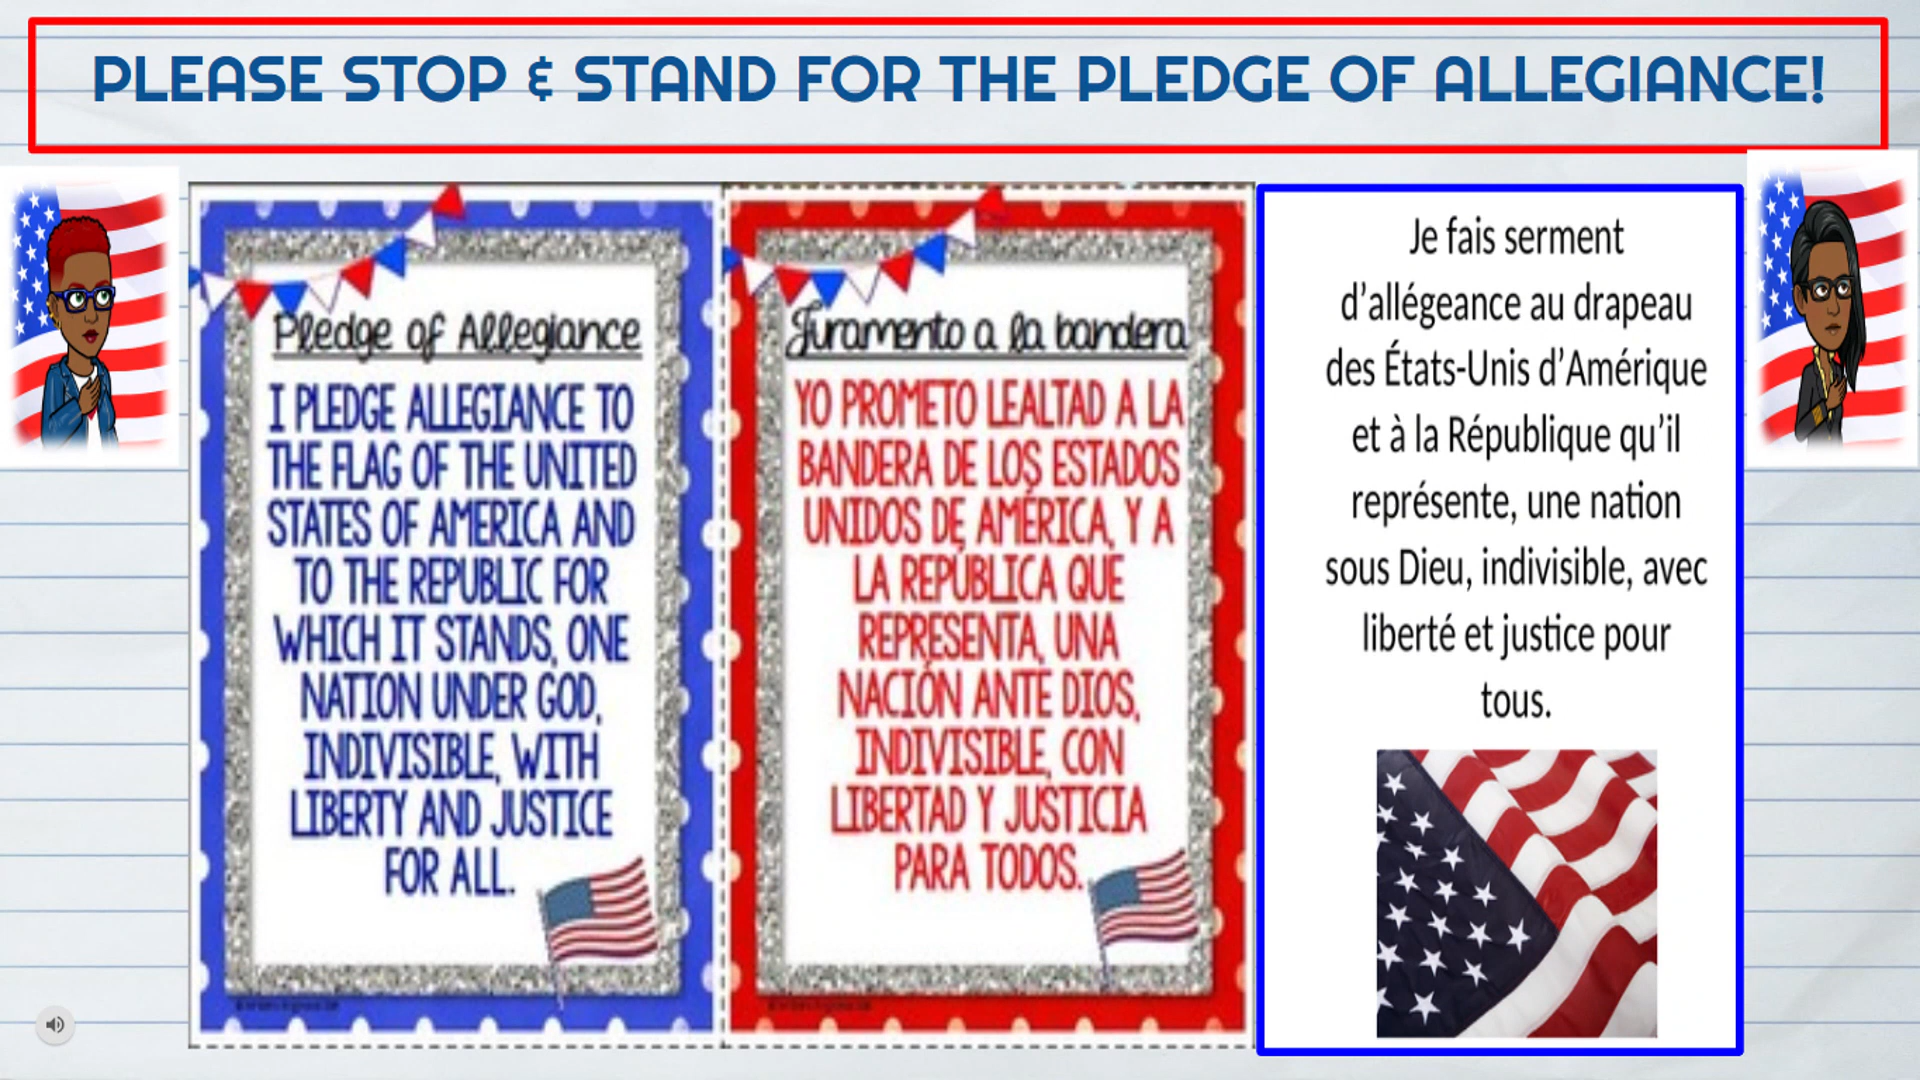 PLEASE STOP & STAND FOR THE PLEDGE OF ALLEGIANCE!
Pledge of Allegiance
I PLEDGE ALLEGIANCE TO
THE FLAG OF THE UNITED
STATES OF AMERICA AND
TO THE REPUBLIC FOR
WHICH IT STANDS, ONE
NATION UNDER GOD,
INDIVISIBLE, WITH
LIBERTY AND JUSTICE
FOR ALL.
Juramento a la bandera
YO PROMETO LEALTAD A LA
BANDERA DE LOS ESTADOS
UNIDOS DE AMÉRICA, Y A
LA REPÚBLICA QUE
REPRESENTA, UNA
NACIÓN ANTE DIOS,
INDIVISIBLE, CON
LIBERTAD Y JUSTICIA
PARA TODOS.
Je fais serment
d’allégeance au drapeau
des États-Unis d’Amérique
et à la République qu’il
représente, une nation
sous Dieu, indivisible, avec
liberté et justice pour
tous.